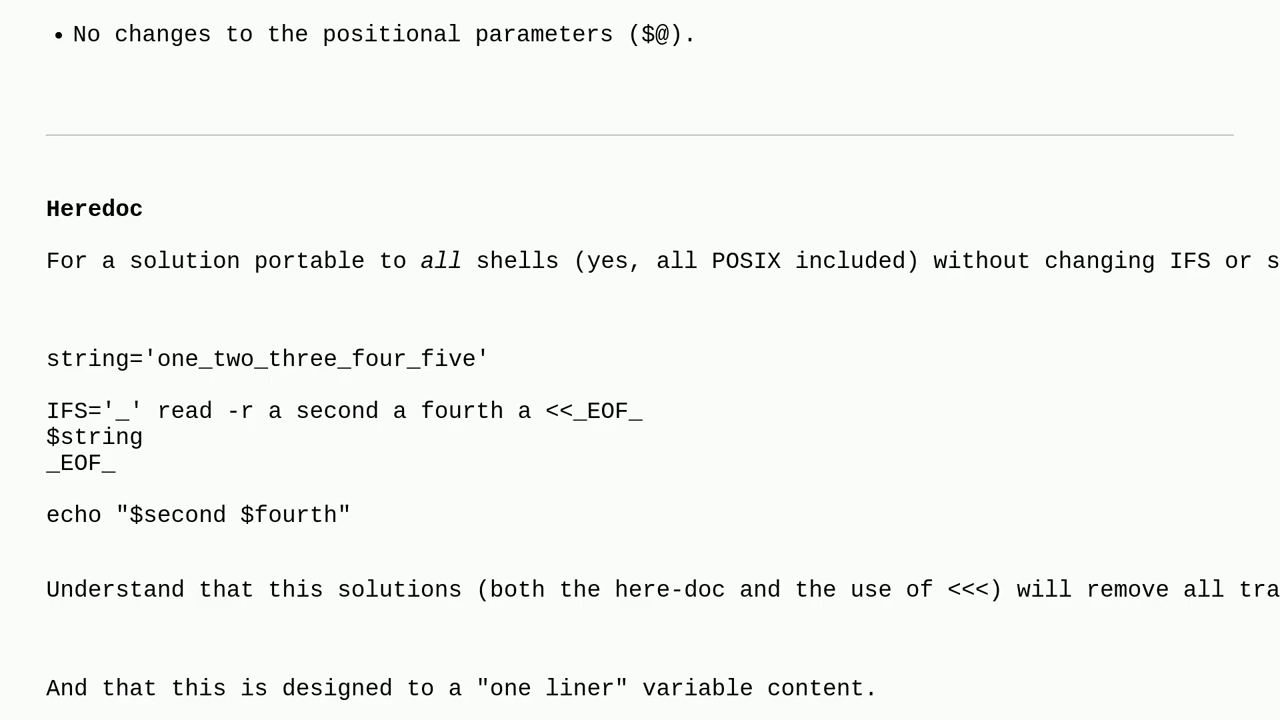 • No changes to the positional parameters ($@).
Heredoc
For a solution portable to all shells (yes, all POSIX included) without changing IFS or
string='one_two_three_four_five'
IFS='_' read -r a second a fourth a <<_EOF_
$string
_EOF_
echo "$second $fourth"
Understand that this solutions (both the here-doc and the use of <<<) will remove all
And that this is designed to a "one liner" variable content.